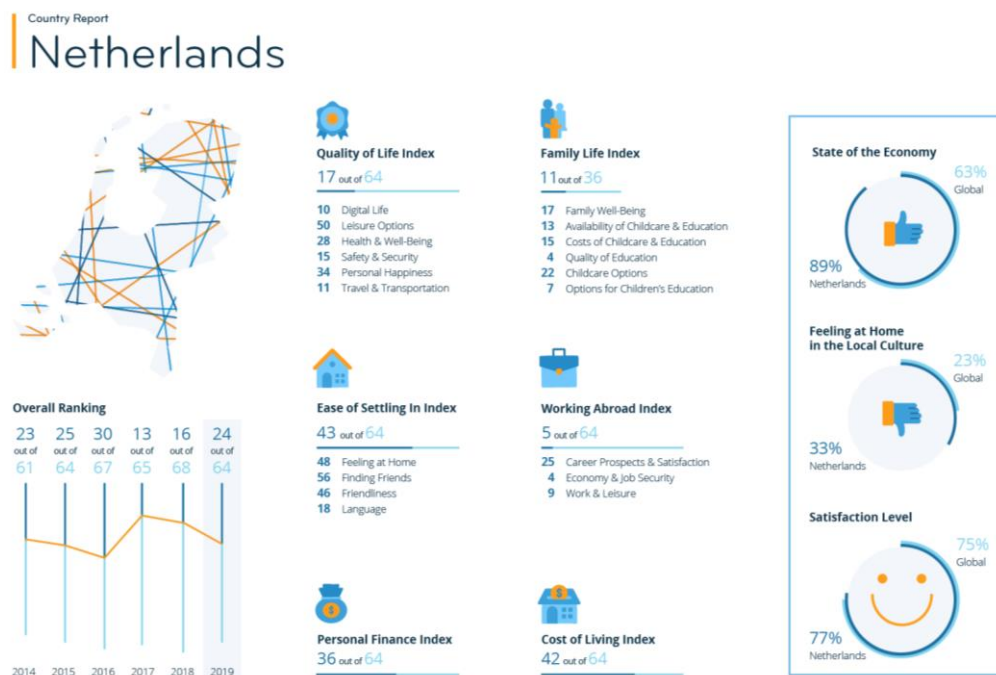 Country Report
Netherlands
Quality of Life Index
17 out of 64
10 Digital Life
50 Leisure Options
28 Health & Well-Being
15 Safety & Security
34 Personal Happiness
11 Travel & Transportation
Family Life Index
11 out of 36
17 Family Well-Being
13 Availability of Childcare & Education
15 Costs of Childcare & Education
4 Quality of Education
22 Childcare Options
7 Options for Children's Education
Overall Ranking
23 25 30 13 16 24
out of out of out of out of out of out of
61 64 67 65 68 64
2014 2015 2016 2017 2018 2019
Ease of Settling In Index
43 out of 64
48 Feeling at Home
56 Finding Friends
46 Friendliness
18 Language
Working Abroad Index
5 out of 64
25 Career Prospects & Satisfaction
4 Economy & Job Security
9 Work & Leisure
Personal Finance Index
36 out of 64
Cost of Living Index
42 out of 64
State of the Economy
63%
Global
89%
Netherlands
Feeling at Home
in the Local Culture
23%
Global
33%
Netherlands
Satisfaction Level
75%
Global
77%
Netherlands